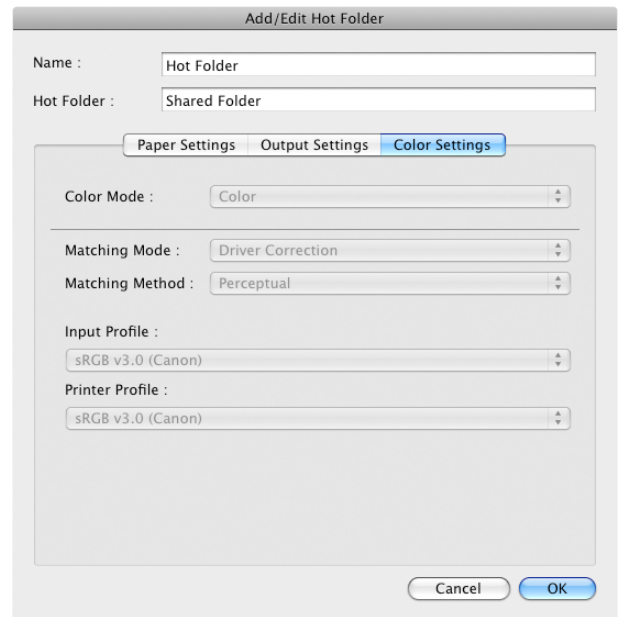 Add/Edit Hot Folder
Name : Hot Folder
Hot Folder : Shared Folder
Paper Settings Output Settings Color Settings
Color Mode : Color
Matching Mode : Driver Correction
Matching Method : Perceptual
Input Profile :
sRGB v3.0 (Canon)
Printer Profile :
sRGB v3.0 (Canon)
Cancel OK